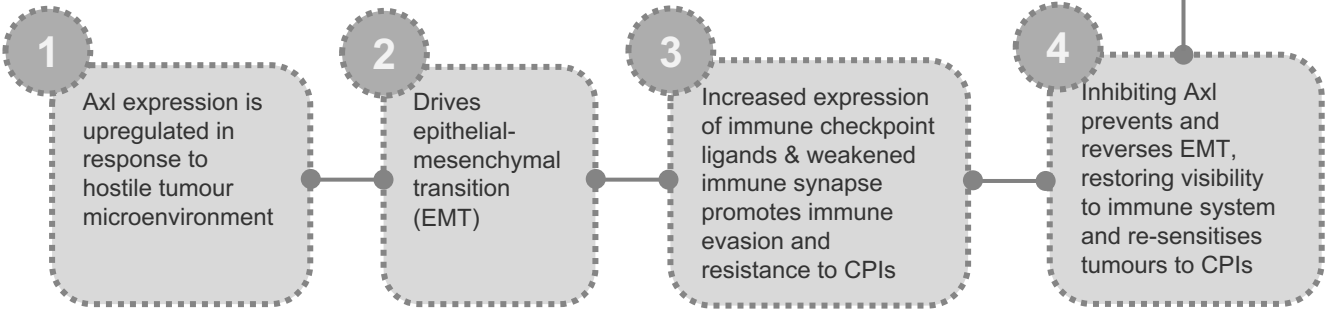 1
Axl expression is
upregulated in
response to
hostile tumour
microenvironment
2
Drives
epithelial-
mesenchymal
transition
(EMT)
3
Increased expression
of immune checkpoint
ligands & weakened
immune synapse
promotes immune
evasion and
resistance to CPIs
4
Inhibiting Axl
prevents and
reverses EMT,
restoring visibility
to immune system
and re-sensitises
tumours to CPIs